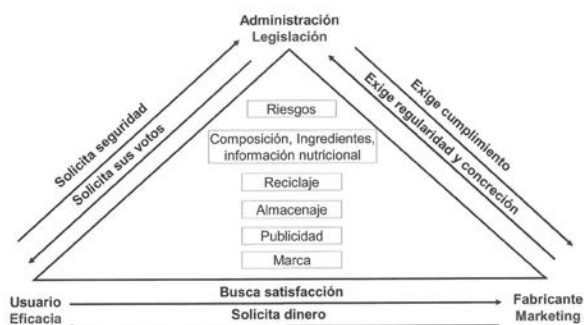 Administración
Legislación
Solicita seguridad
Solicita sus votos
Exige cumplimiento
Exige regularidad y concreción
Riesgos
Composición, Ingredientes,
información nutricional
Reciclaje
Almacenaje
Publicidad
Marca
Busca satisfacción
Usuario
Eficacia
Solicita dinero
Fabricante
Marketing